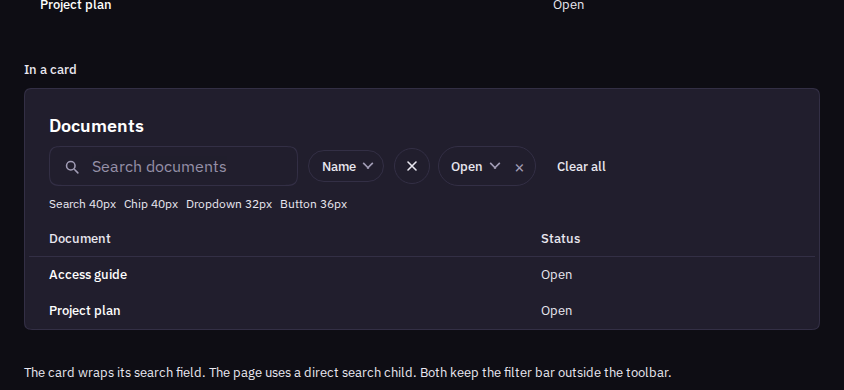 Project plan Open
In a card
Documents
Search documents Name Open Clear all
Search 40px Chip 40px Dropdown 32px Button 36px
Document Status
Access guide Open
Project plan Open
The card wraps its search field. The page uses a direct search child. Both keep the filter bar outside the toolbar.